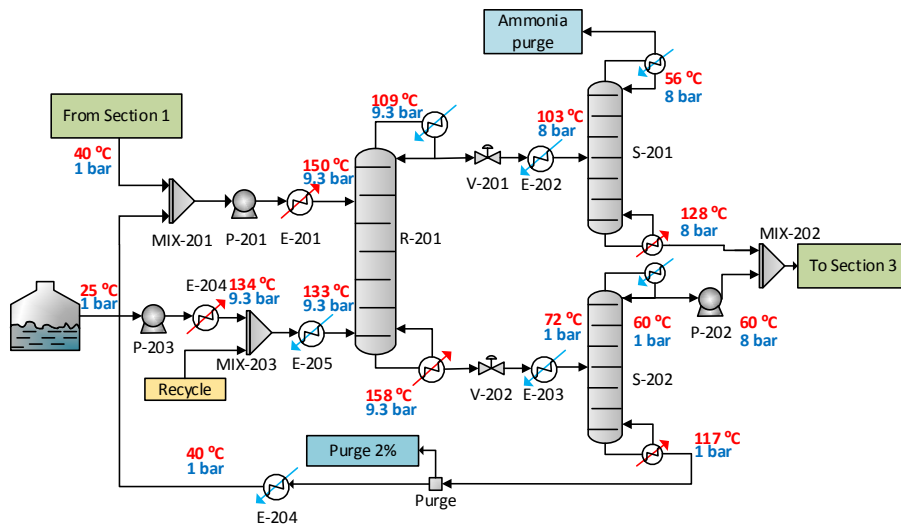 Ammonia
purge
56 °C
8 bar
From Section 1
109 °C
9.3 bar
103 °C
8 bar
S-201
40 °C
1 bar
150 °C
9.3 bar
V-201
E-202
MIX-201
P-201
E-201
R-201
128 °C
8 bar
MIX-202
To Section 3
25 °C
1 bar
E-204
134 °C
9.3 bar
133 °C
9.3 bar
72 °C
1 bar
60 °C
1 bar
P-202
60 °C
8 bar
P-203
MIX-203
E-205
Recycle
158 °C
9.3 bar
V-202
E-203
S-202
40 °C
1 bar
Purge 2%
117 °C
1 bar
E-204
Purge